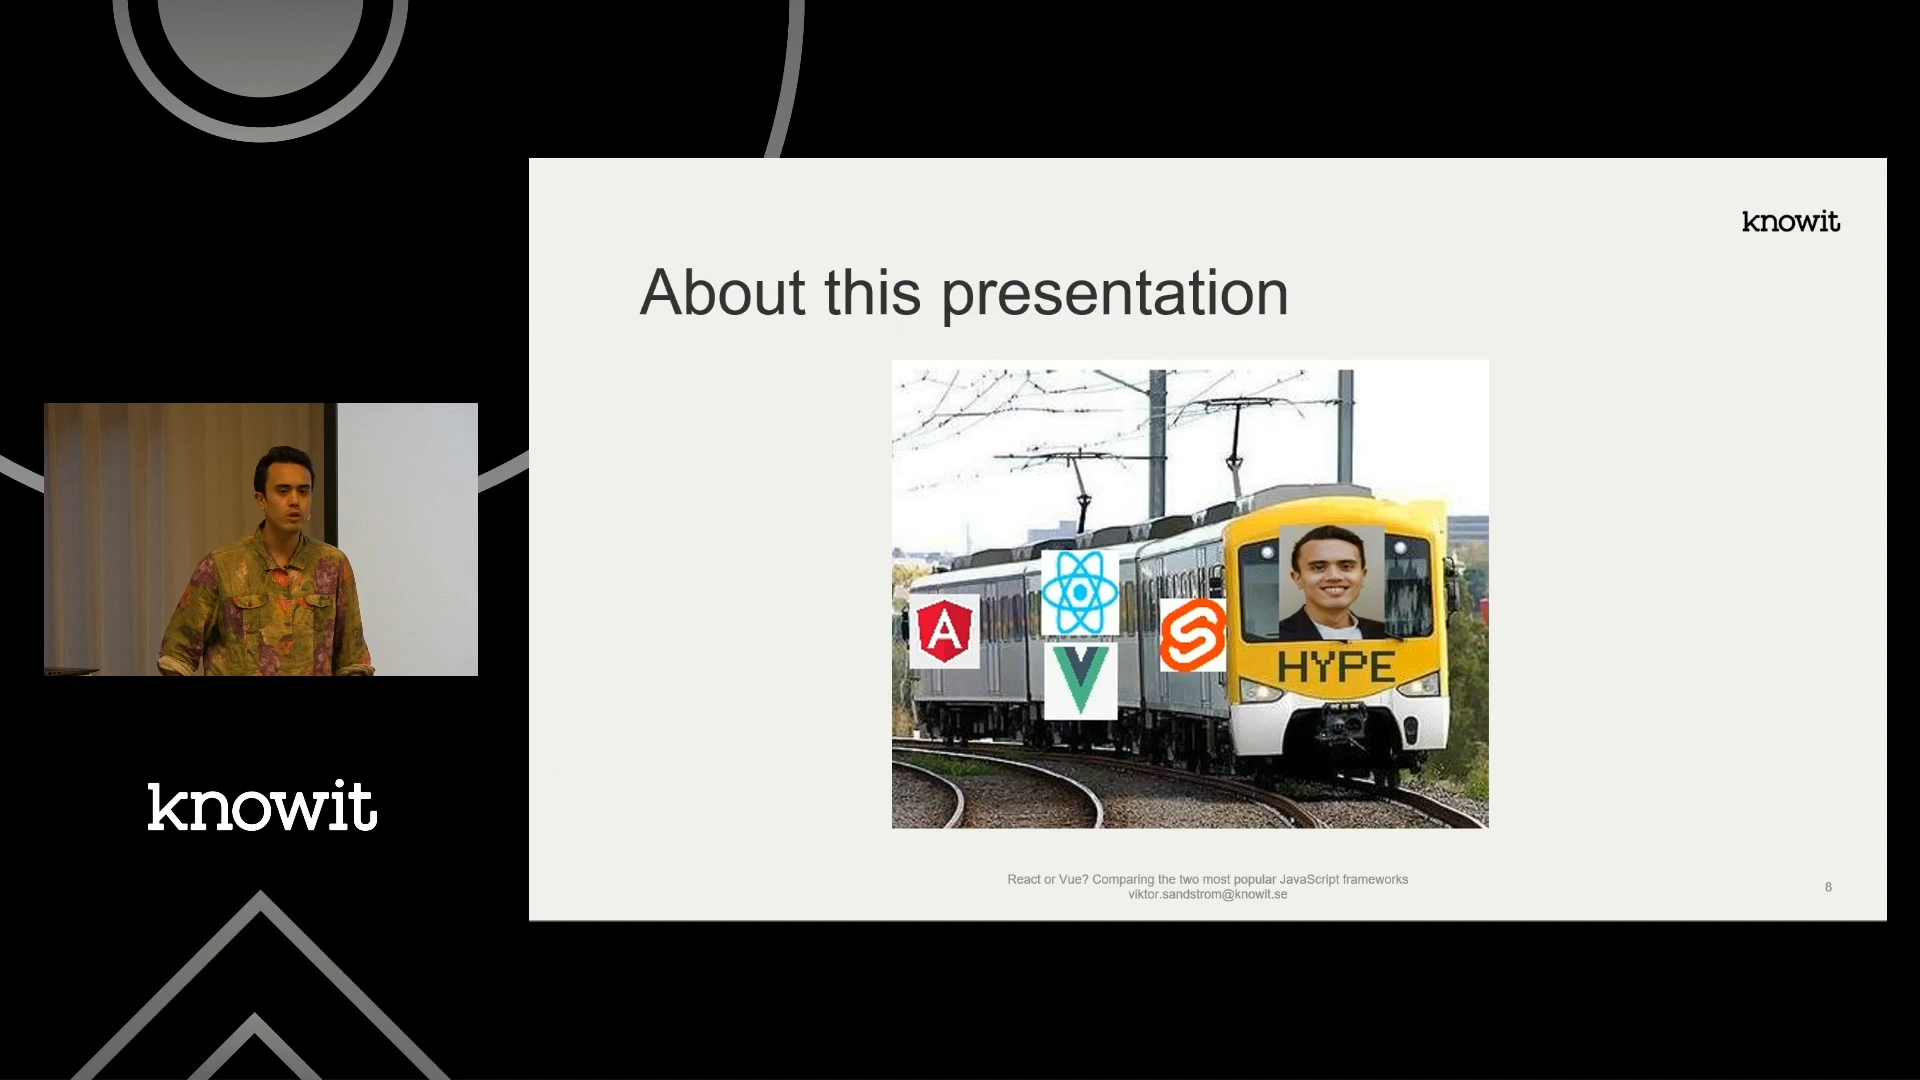 knowit
About this presentation
HYPE
React or Vue? Comparing the two most popular JavaScript frameworks
viktor.sandstrom@knowit.se
8
knowit